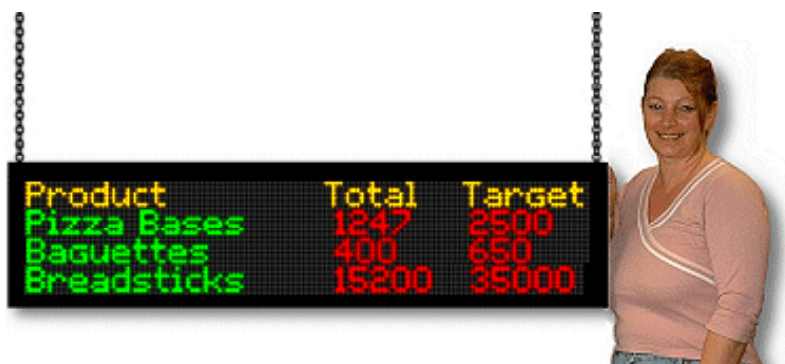 Product Total Target
Pizza Bases 1247 2500
Baguettes 400 650
Breadsticks 15200 35000